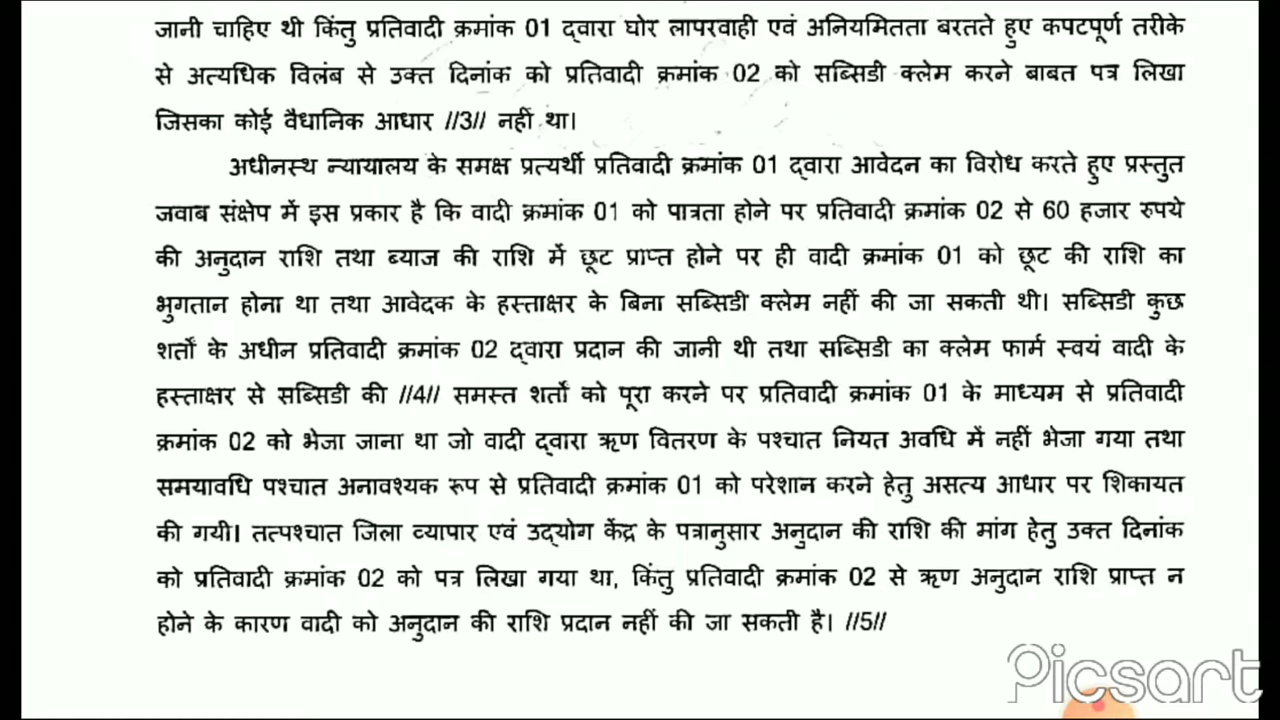 जानी चाहिए थी किंतु प्रतिवादी क्रमांक 01 द्वारा घोर लापरवाही एवं अनियमितता बरतते हुए कपटपूर्ण तरीके
से अत्यधिक विलंब से उक्त दिनांक को प्रतिवादी क्रमांक 02 को सब्सिडी क्लेम करने बाबत पत्र लिखा
जिसका कोई वैधानिक आधार //3// नहीं था।
अधीनस्थ न्यायालय के समक्ष प्रत्यर्थी प्रतिवादी क्रमांक 01 द्वारा आवेदन का विरोध करते हुए प्रस्तुत
जवाब संक्षेप में इस प्रकार है कि वादी क्रमांक 01 को पात्रता होने पर प्रतिवादी क्रमांक 02 से 60 हजार रुपये
की अनुदान राशि तथा ब्याज की राशि में छूट प्राप्त होने पर ही वादी क्रमांक 01 को छूट की राशि का
भुगतान होना था तथा आवेदक के हस्ताक्षर के बिना सब्सिडी क्लेम नहीं की जा सकती थी। सब्सिडी कुछ
शर्तों के अधीन प्रतिवादी क्रमांक 02 द्वारा प्रदान की जानी थी तथा सब्सिडी का क्लेम फार्म स्वयं वादी के
हस्ताक्षर से सब्सिडी की //4// समस्त शर्तों को पूरा करने पर प्रतिवादी क्रमांक 01 के माध्यम से प्रतिवादी
क्रमांक 02 को भेजा जाना था जो वादी द्वारा ऋण वितरण के पश्चात नियत अवधि में नहीं भेजा गया तथा
समयावधि पश्चात अनावश्यक रूप से प्रतिवादी क्रमांक 01 को परेशान करने हेतु असत्य आधार पर शिकायत
की गयी। तत्पश्चात जिला व्यापार एवं उद्योग केंद्र के पत्रानुसार अनुदान की राशि की मांग हेतु उक्त दिनांक
को प्रतिवादी क्रमांक 02 को पत्र लिखा गया था, किंतु प्रतिवादी क्रमांक 02 से ऋण अनुदान राशि प्राप्त न
होने के कारण वादी को अनुदान की राशि प्रदान नहीं की जा सकती है। //5//
Picsart